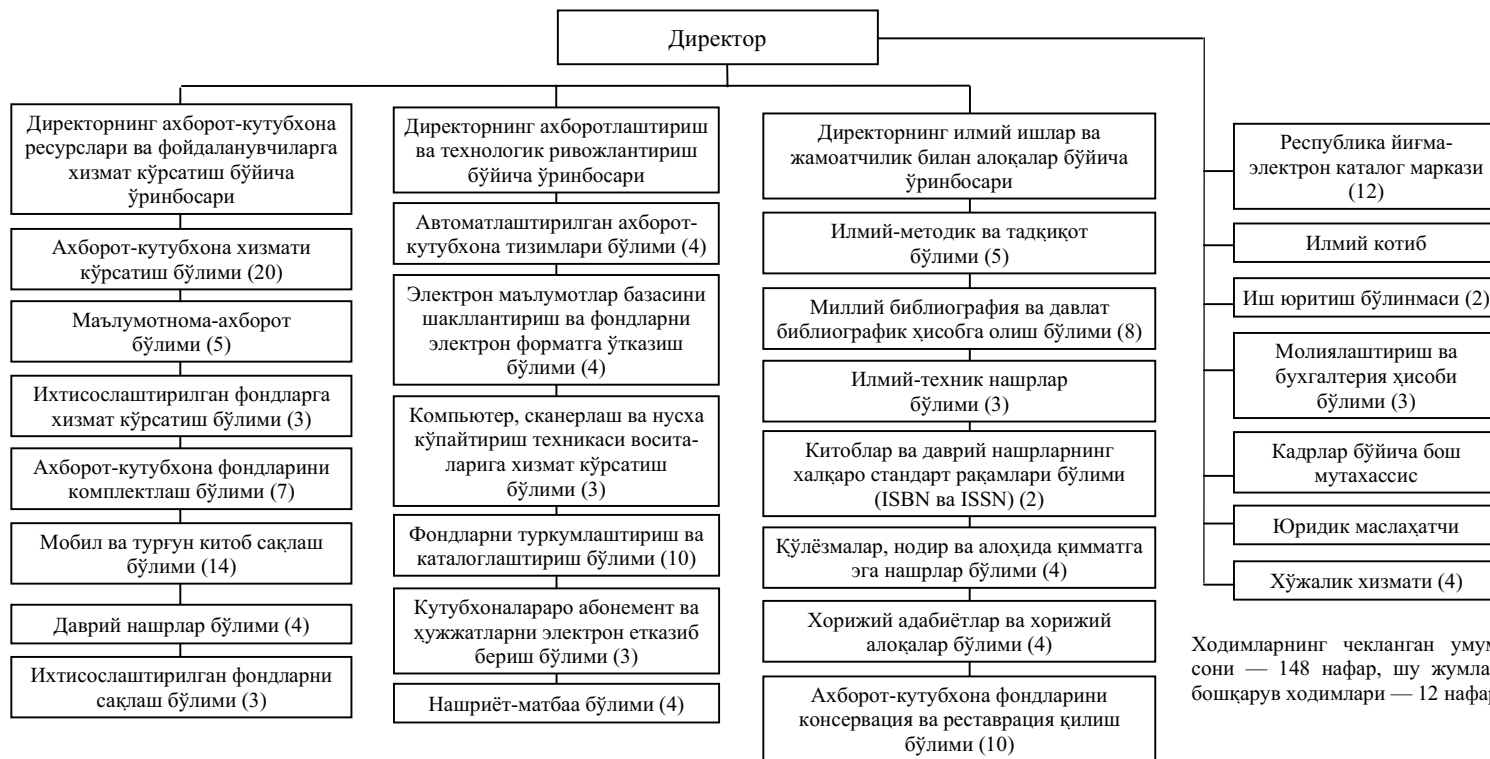 Директор
Директорнинг ахборот-кутубхона
ресурслари ва фойдаланувчиларга
хизмат кўрсатиш бўйича
ўринбосари
Ахборот-кутубхона хизмати
кўрсатиш бўлими (20)
Маълумотнома-ахборот
бўлими (5)
Ихтисослаштирилган фондларга
хизмат кўрсатиш бўлими (3)
Ахборот-кутубхона фондларини
комплектлаш бўлими (7)
Мобил ва турғун китоб сақлаш
бўлими (14)
Даврий нашрлар бўлими (4)
Ихтисослаштирилган фондларни
сақлаш бўлими (3)
Директорнинг ахборотлаштириш
ва технологик ривожлантириш
бўйича ўринбосари
Автоматлаштирилган ахборот-
кутубхона тизимлари бўлими (4)
Электрон маълумотлар базасини
шакллантириш ва фондларни
электрон форматга ўтказиш
бўлими (4)
Компьютер, сканерлаш ва нусха
кўпайтириш техникаси восита-
ларига хизмат кўрсатиш
бўлими (3)
Фондларни туркумлаштириш ва
каталоглаштириш бўлими (10)
Кутубхоналараро абонемент ва
ҳужжатларни электрон етказиб
бериш бўлими (3)
Нашриёт-матбаа бўлими (4)
Директорнинг илмий ишлар ва
жамоатчилик билан алоқалар бўйича
ўринбосари
Илмий-методик ва тадқиқот
бўлими (5)
Миллий библиография ва давлат
библиографик ҳисобга олиш бўлими (8)
Илмий-техник нашрлар
бўлими (3)
Китоблар ва даврий нашрларнинг
халқаро стандарт рақамлари бўлими
(ISBN ва ISSN) (2)
Қўлёзмалар, нодир ва алоҳида қимматга
эга нашрлар бўлими (4)
Хорижий адабиётлар ва хорижий
алоқалар бўлими (4)
Ахборот-кутубхона фондларини
консервация ва реставрация қилиш
бўлими (10)
Республика йиғма-
электрон каталог маркази
(12)
Илмий котиб
Иш юритиш бўлинмаси (2)
Молиялаштириш ва
бухгалтерия ҳисоби
бўлими (3)
Кадрлар бўйича бош
мутахассис
Юридик маслаҳатчи
Хўжалик хизмати (4)
Ходимларнинг чекланган умум
сони — 148 нафар, шу жумла
бошқарув ходимлари — 12 нафар